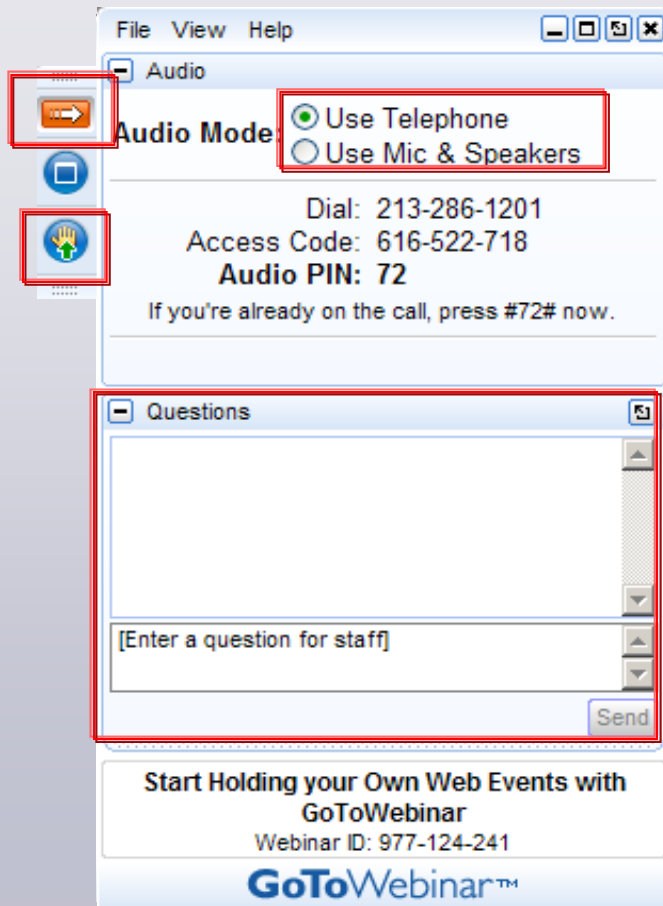 File View Help
Audio
Audio Mode:
Use Telephone
Use Mic & Speakers
Dial: 213-286-1201
Access Code: 616-522-718
Audio PIN: 72
If you're already on the call, press #72# now.
Questions
[Enter a question for staff]
Send
Start Holding your Own Web Events with
GoToWebinar
Webinar ID: 977-124-241
GoToWebinar™